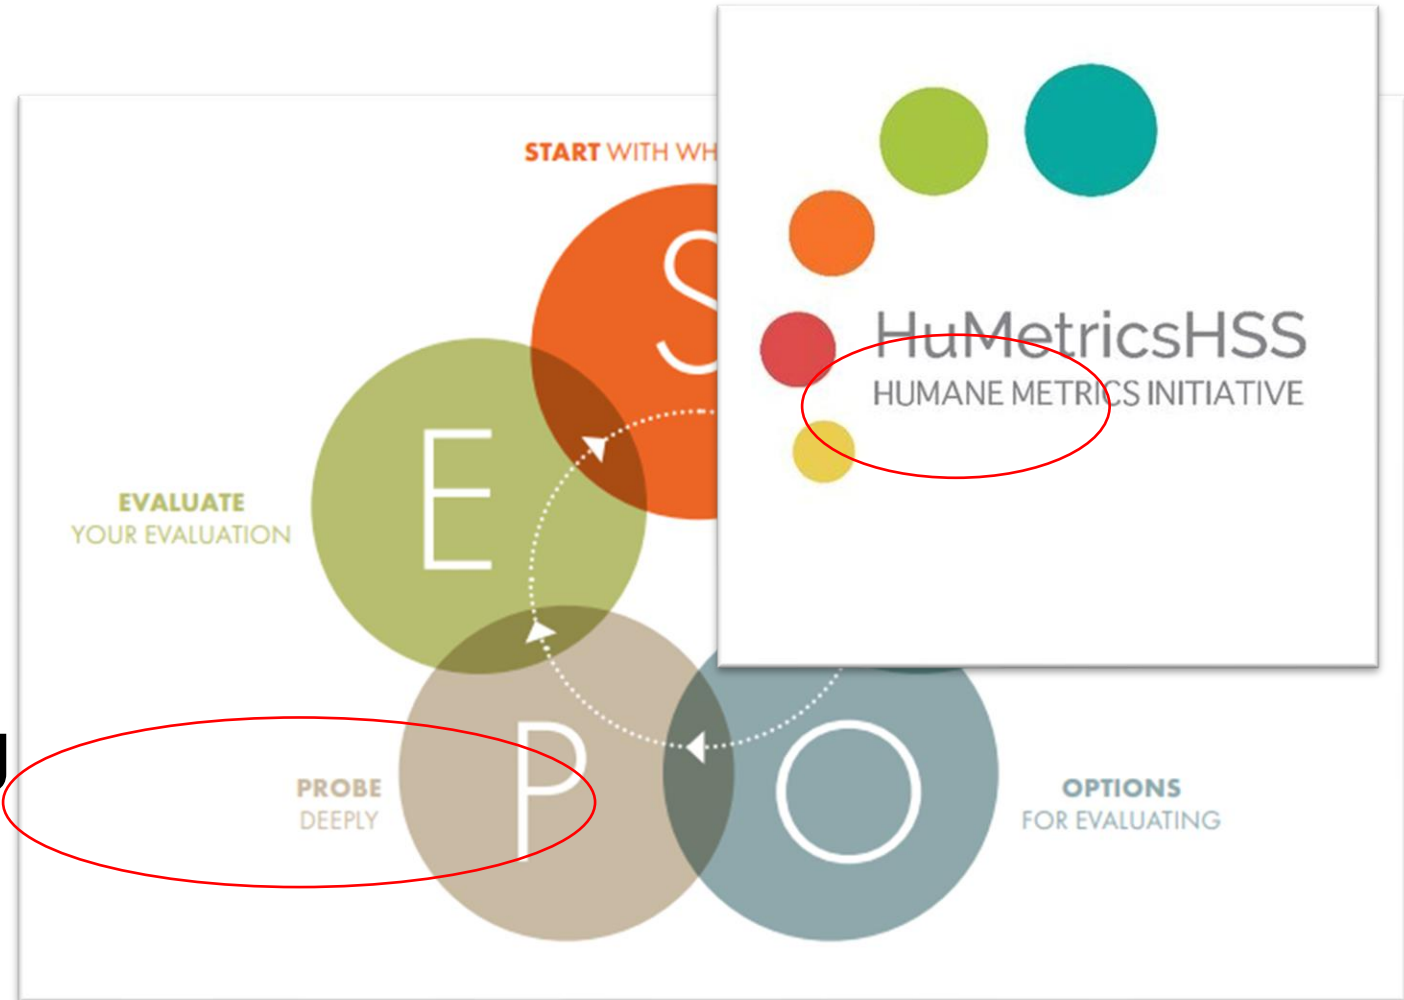 START WITH WH
S
HuMetricsHSS
HUMANE METRICS INITIATIVE
E
EVALUATE
YOUR EVALUATION
P
PROBE
DEEPLY
O
OPTIONS
FOR EVALUATING